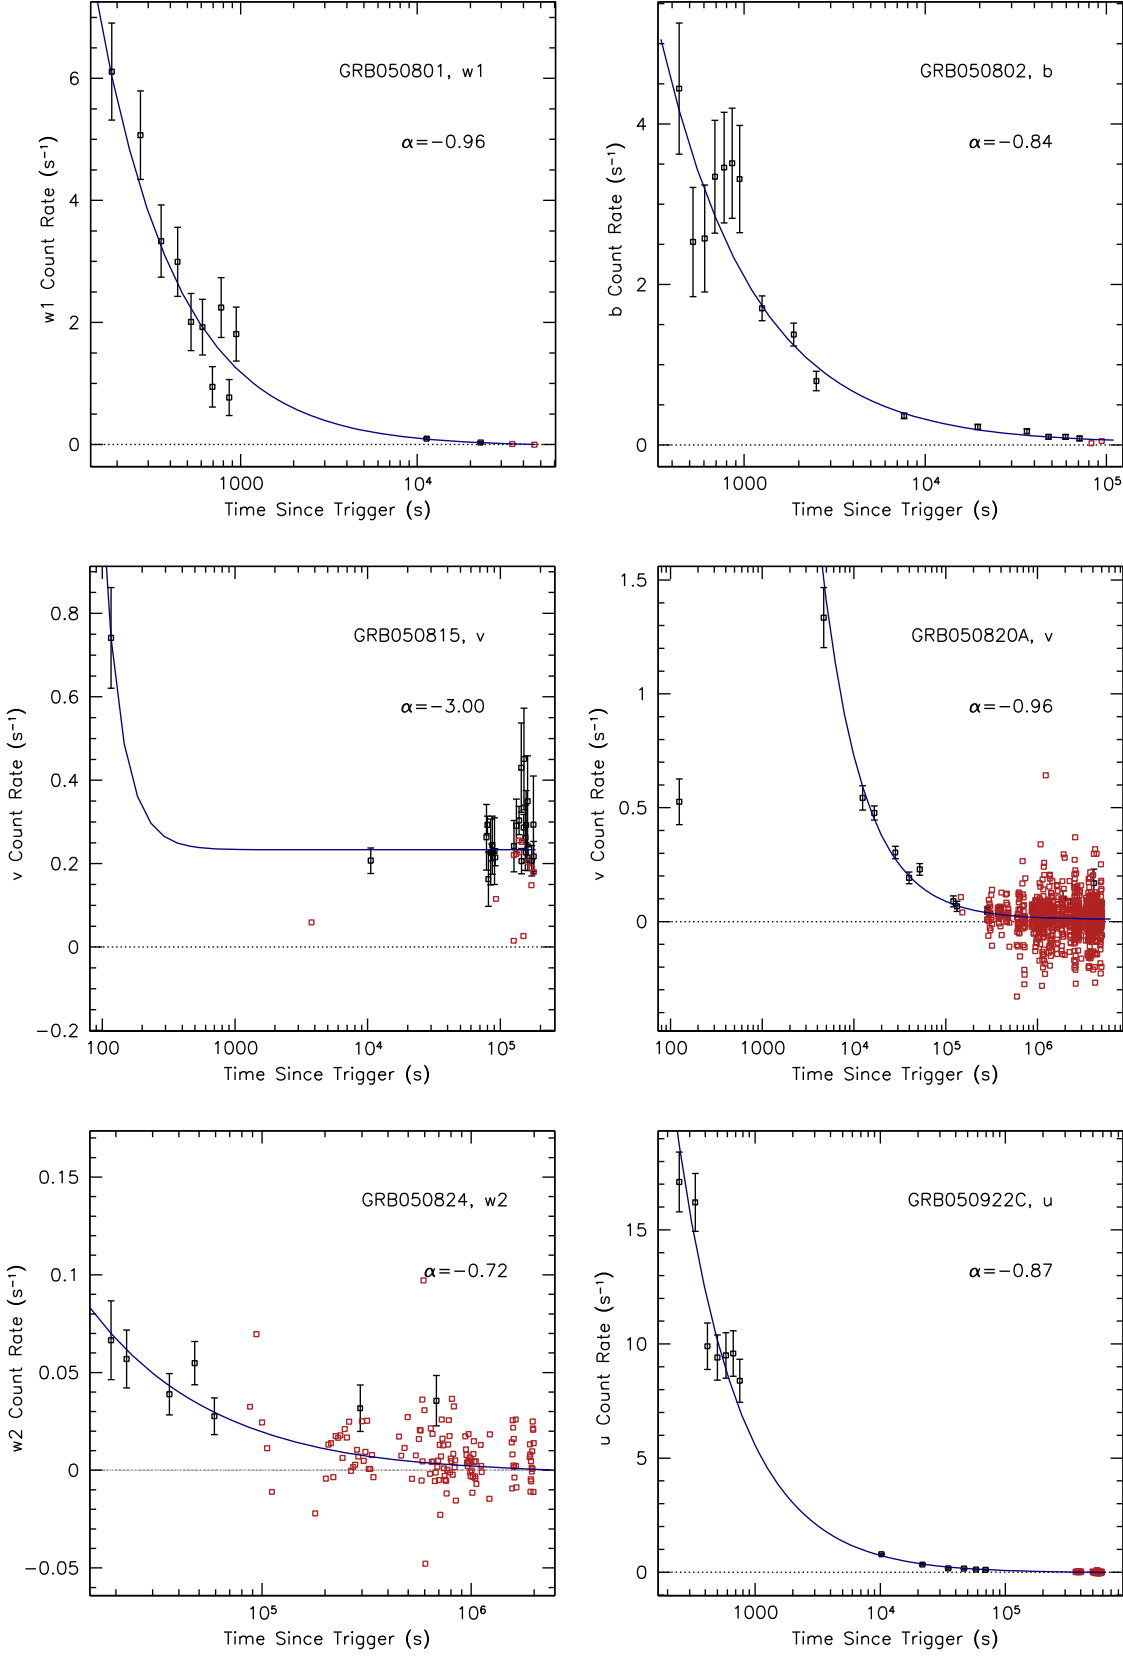 GRB050801, w1
α=−0.96
6
4
2
0
w1 Count Rate (s⁻¹)
1000
10⁴
Time Since Trigger (s)
GRB050802, b
α=−0.84
4
2
0
b Count Rate (s⁻¹)
1000
10⁴
10⁵
Time Since Trigger (s)
GRB050815, v
α=−3.00
0.8
0.6
0.4
0.2
0
−0.2
v Count Rate (s⁻¹)
100
1000
10⁴
10⁵
Time Since Trigger (s)
GRB050820A, v
α=−0.96
1.5
1
0.5
0
v Count Rate (s⁻¹)
100
1000
10⁴
10⁵
10⁶
Time Since Trigger (s)
GRB050824, w2
α=−0.72
0.15
0.1
0.05
0
−0.05
w2 Count Rate (s⁻¹)
10⁵
10⁶
Time Since Trigger (s)
GRB050922C, u
α=−0.87
15
10
5
0
u Count Rate (s⁻¹)
1000
10⁴
10⁵
Time Since Trigger (s)